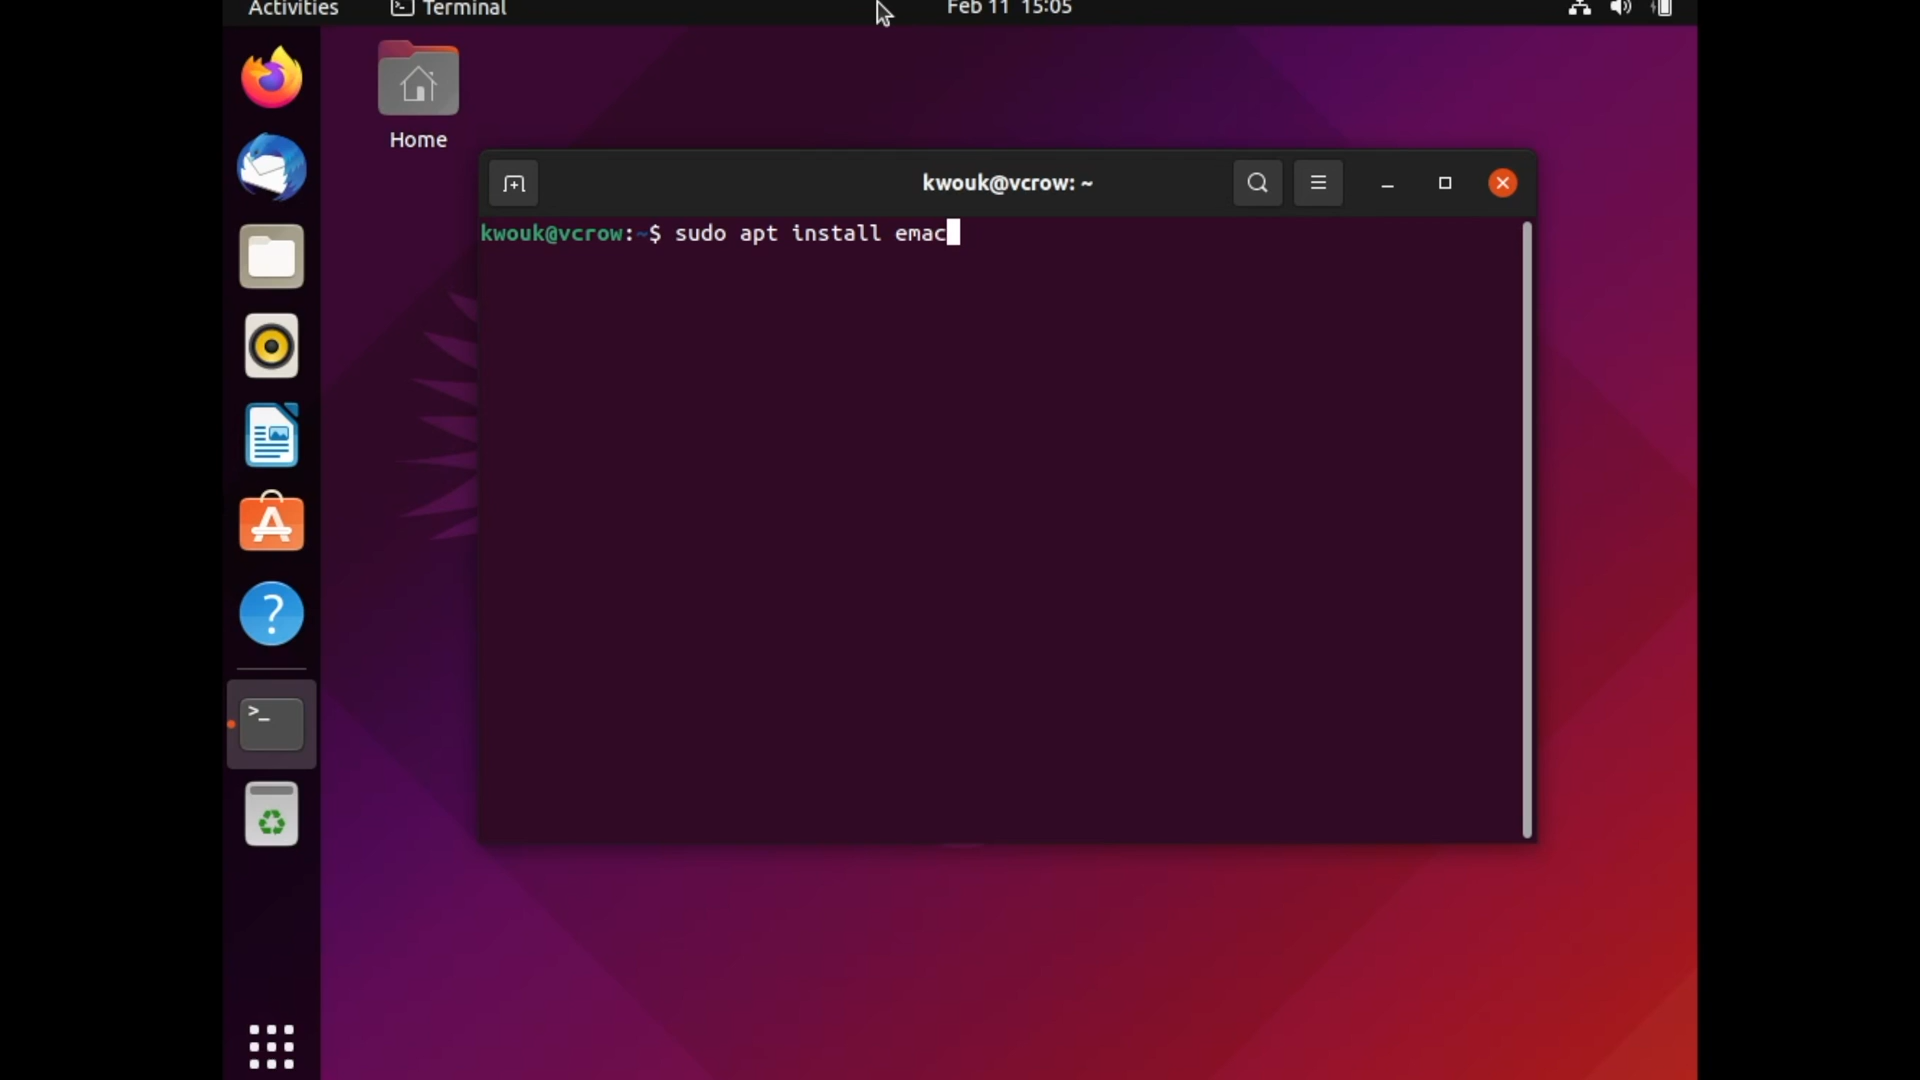 Activities
Terminal
Feb 11 15:05
Home
kwouk@vcrow: ~
kwouk@vcrow:~$ sudo apt install emac